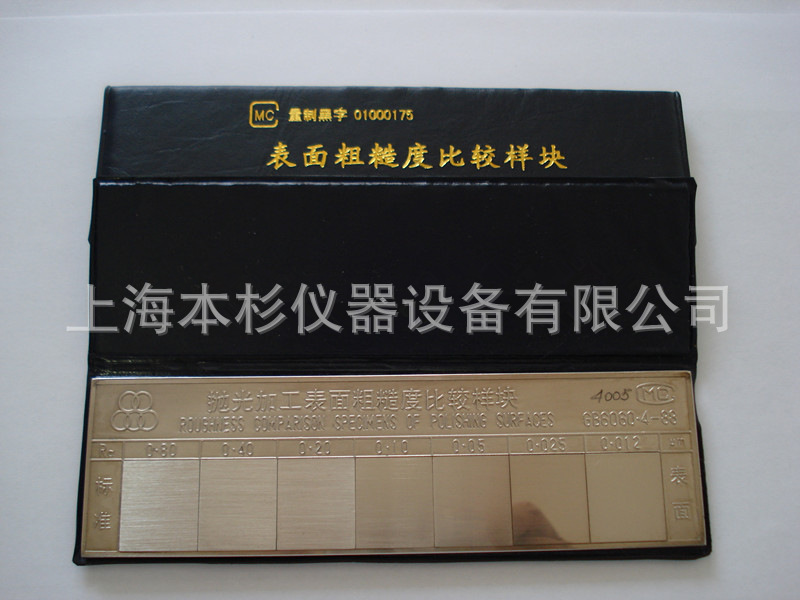 MC 量制黑字 01000175
表面粗糙度比较样块
上海本杉仪器设备有限公司
抛光加工表面粗糙度比较样块 4005 MC
ROUGHNESS COMPARISON SPECIMENS OF POLISHING SURFACES GB6060·4-88
Ra 0·80 0·40 0·20 0·10 0·05 0·025 0·012 μm
标准 表面